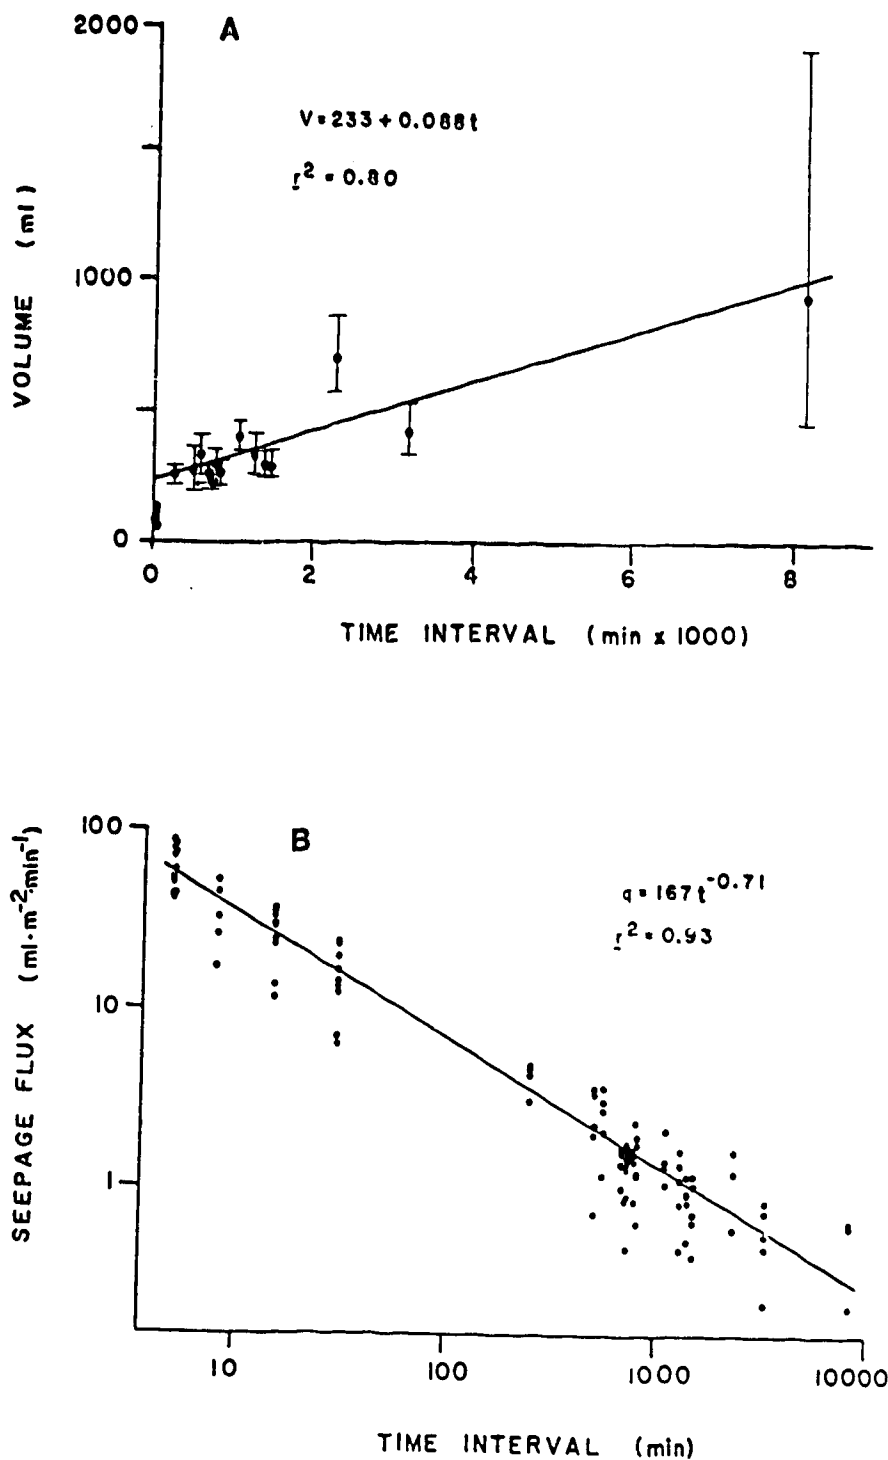 A
2000
V=233+0.088t
r² = 0.80
1000
0
VOLUME (ml)
0 2 4 6 8
TIME INTERVAL (min x 1000)
B
100
q=167t^-0.71
r²=0.93
10
1
SEEPAGE FLUX (ml·m⁻²·min⁻¹)
10 100 1000 10000
TIME INTERVAL (min)